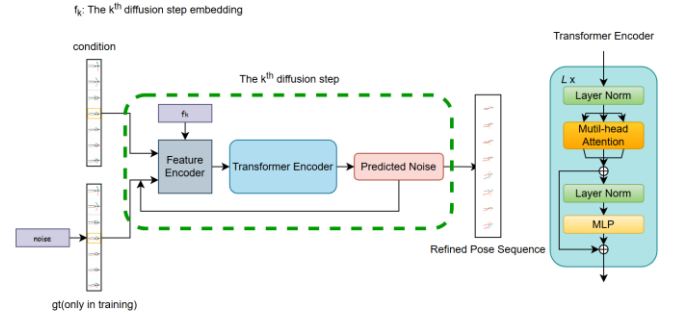 f_k: The k^th diffusion step embedding
condition
The k^th diffusion step
f_k
Feature
Encoder
Transformer Encoder
Predicted Noise
noise
gt(only in training)
Refined Pose Sequence
Transformer Encoder
L x
Layer Norm
Mutil-head
Attention
Layer Norm
MLP